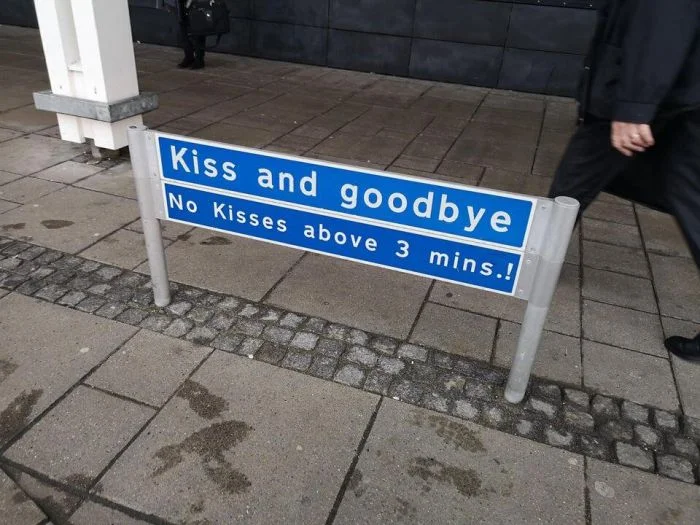 Kiss and goodbye
No Kisses above 3 mins.!